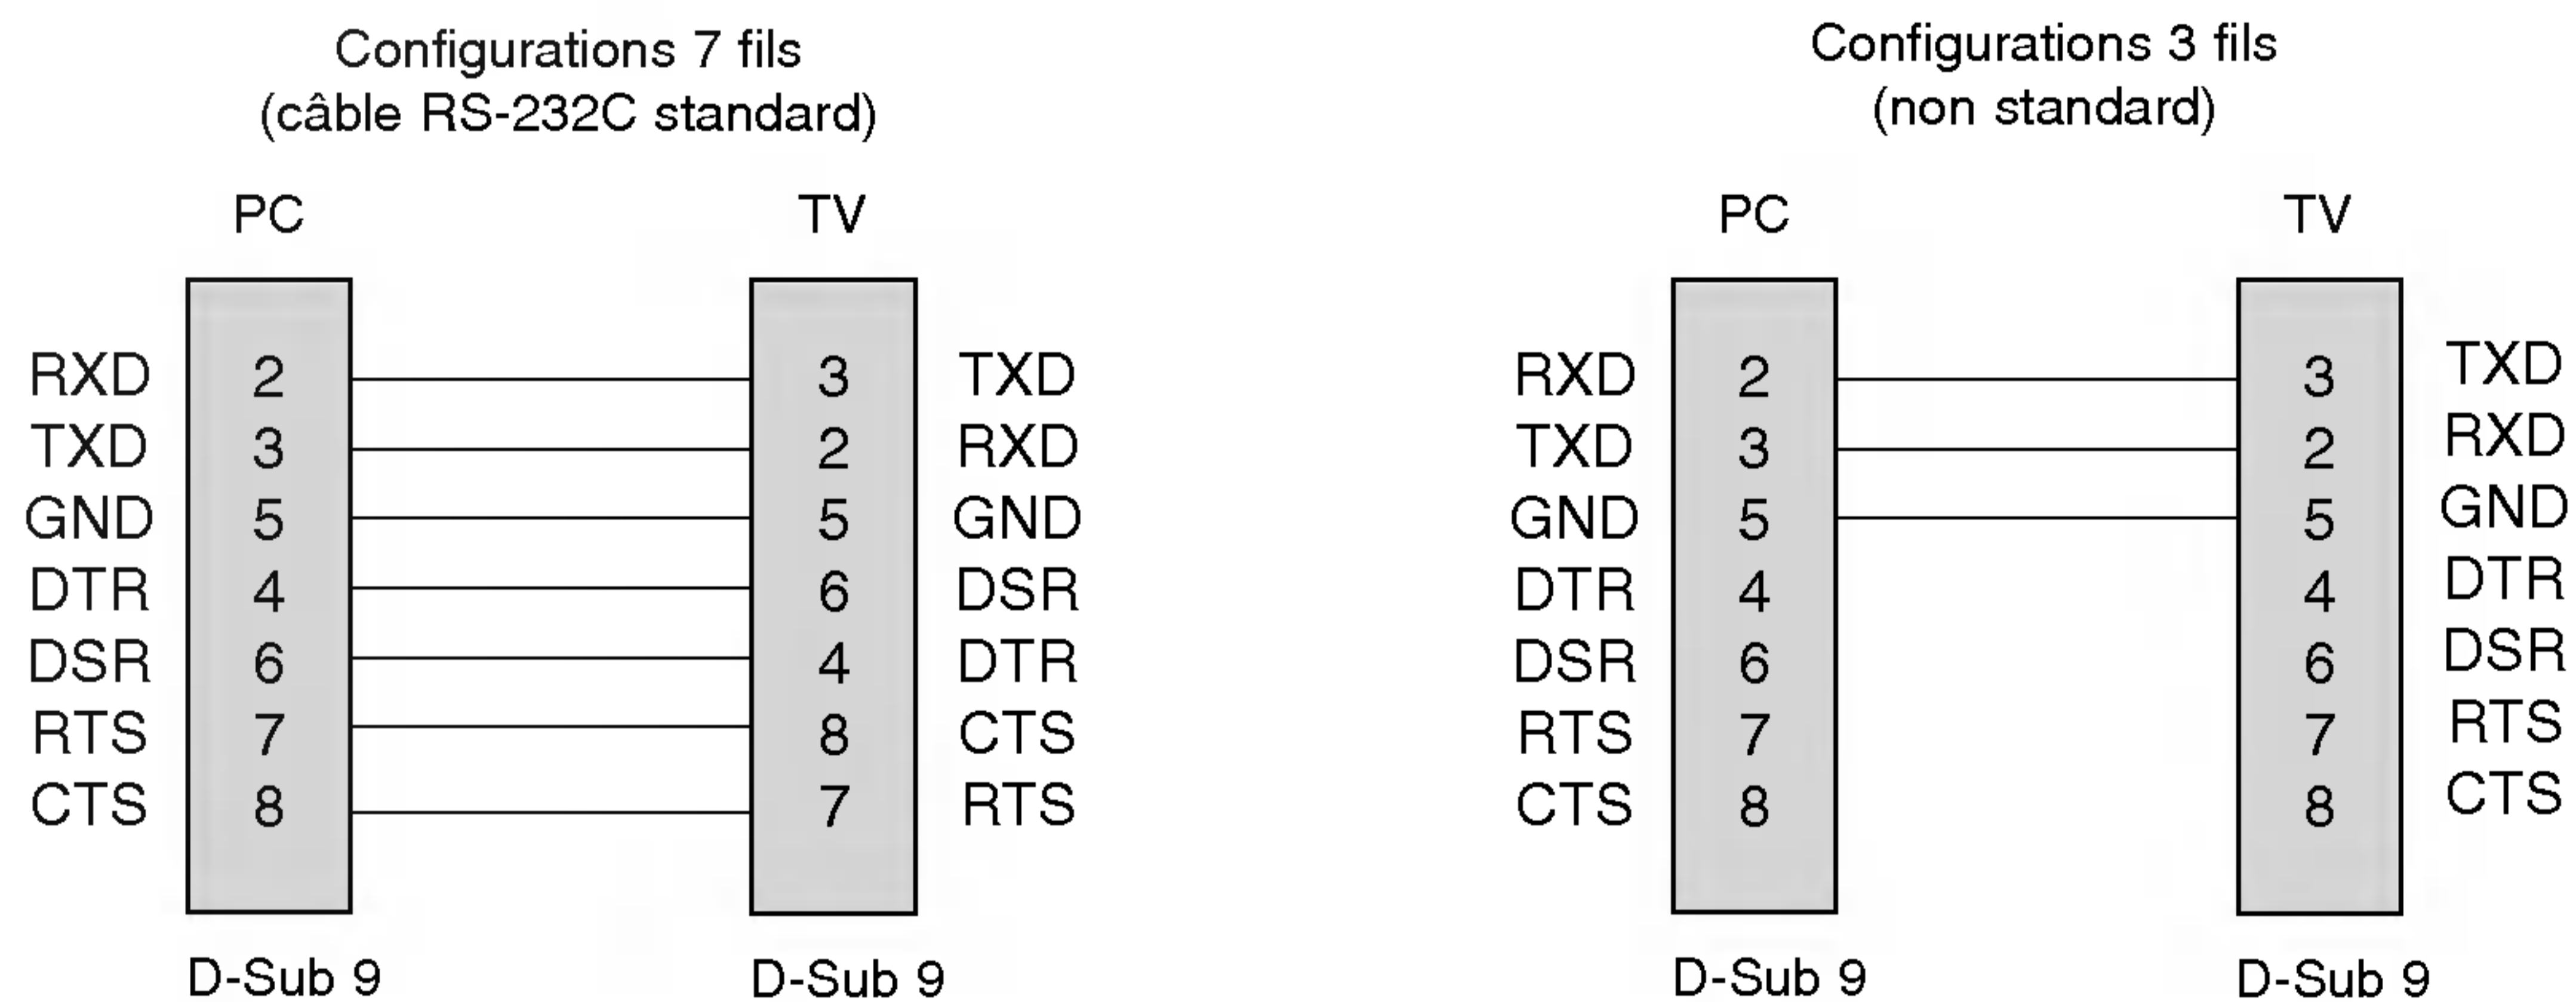 Configurations 7 fils
(câble RS-232C standard)
PC TV
RXD 2 3 TXD
TXD 3 2 RXD
GND 5 5 GND
DTR 4 6 DSR
DSR 6 4 DTR
RTS 7 8 CTS
CTS 8 7 RTS
D-Sub 9 D-Sub 9
Configurations 3 fils
(non standard)
PC TV
RXD 2 3 TXD
TXD 3 2 RXD
GND 5 5 GND
DTR 4 4 DTR
DSR 6 6 DSR
RTS 7 7 RTS
CTS 8 8 CTS
D-Sub 9 D-Sub 9